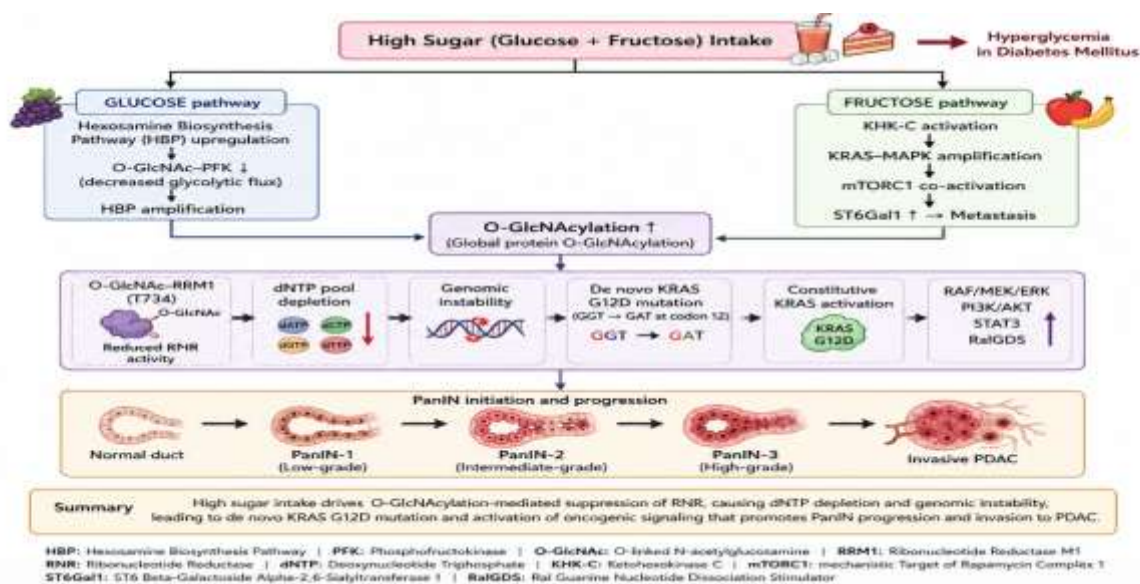 High Sugar (Glucose + Fructose) Intake
Hyperglycemia
in Diabetes Mellitus
GLUCOSE pathway
Hexosamine Biosynthesis
Pathway (HBP) upregulation
O-GlcNAc–PFK ↓
(decreased glycolytic flux)
HBP amplification
FRUCTOSE pathway
KHK-C activation
KRAS–MAPK amplification
mTORC1 co-activation
ST6Gal1 ↑ → Metastasis
O-GlcNAcylation ↑
(Global protein O-GlcNAcylation)
O-GlcNAc–RRM1
(T734)
O-GlcNAc
Reduced RNR
activity
dNTP pool
depletion
dATP dCTP
dGTP dTTP
Genomic
instability
De novo KRAS
G12D mutation
(GGT → GAT at codon 12)
GGT → GAT
Constitutive
KRAS activation
KRAS
G12D
RAF/MEK/ERK
PI3K/AKT
STAT3
RalGDS
PanIN initiation and progression
Normal duct
PanIN-1
(Low-grade)
PanIN-2
(Intermediate-grade)
PanIN-3
(High-grade)
Invasive PDAC
Summary
High sugar intake drives O-GlcNAcylation-mediated suppression of RNR, causing dNTP depletion and genomic instability,
leading to de novo KRAS G12D mutation and activation of oncogenic signaling that promotes PanIN progression and invasion to PDAC.
HBP: Hexosamine Biosynthesis Pathway | PFK: Phosphofructokinase | O-GlcNAc: O-linked N-acetylglucosamine | RRM1: Ribonucleotide Reductase M1
RNR: Ribonucleotide Reductase | dNTP: Deoxynucleotide Triphosphate | KHK-C: Ketohexokinase C | mTORC1: mechanistic Target of Rapamycin Complex 1
ST6Gal1: ST6 Beta-Galactoside Alpha-2,6-Sialyltransferase 1 | RalGDS: Ral Guanine Nucleotide Dissociation Stimulator